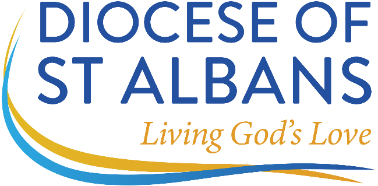 DIOCESE OF
ST ALBANS
Living God's Love